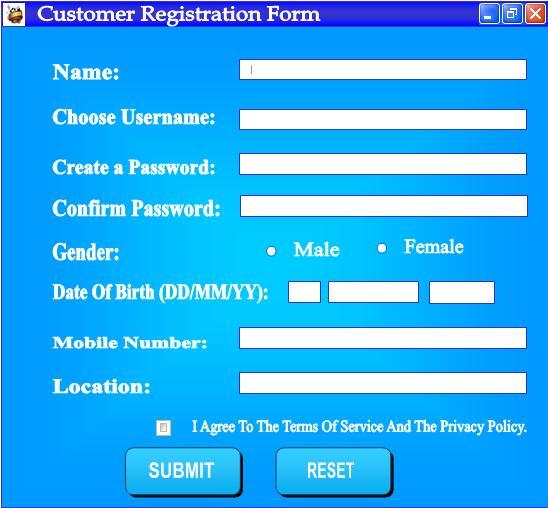 Customer Registration Form
Name:
Choose Username:
Create a Password:
Confirm Password:
Gender: Male Female
Date Of Birth (DD/MM/YY):
Mobile Number:
Location:
I Agree To The Terms Of Service And The Privacy Policy.
SUBMIT RESET